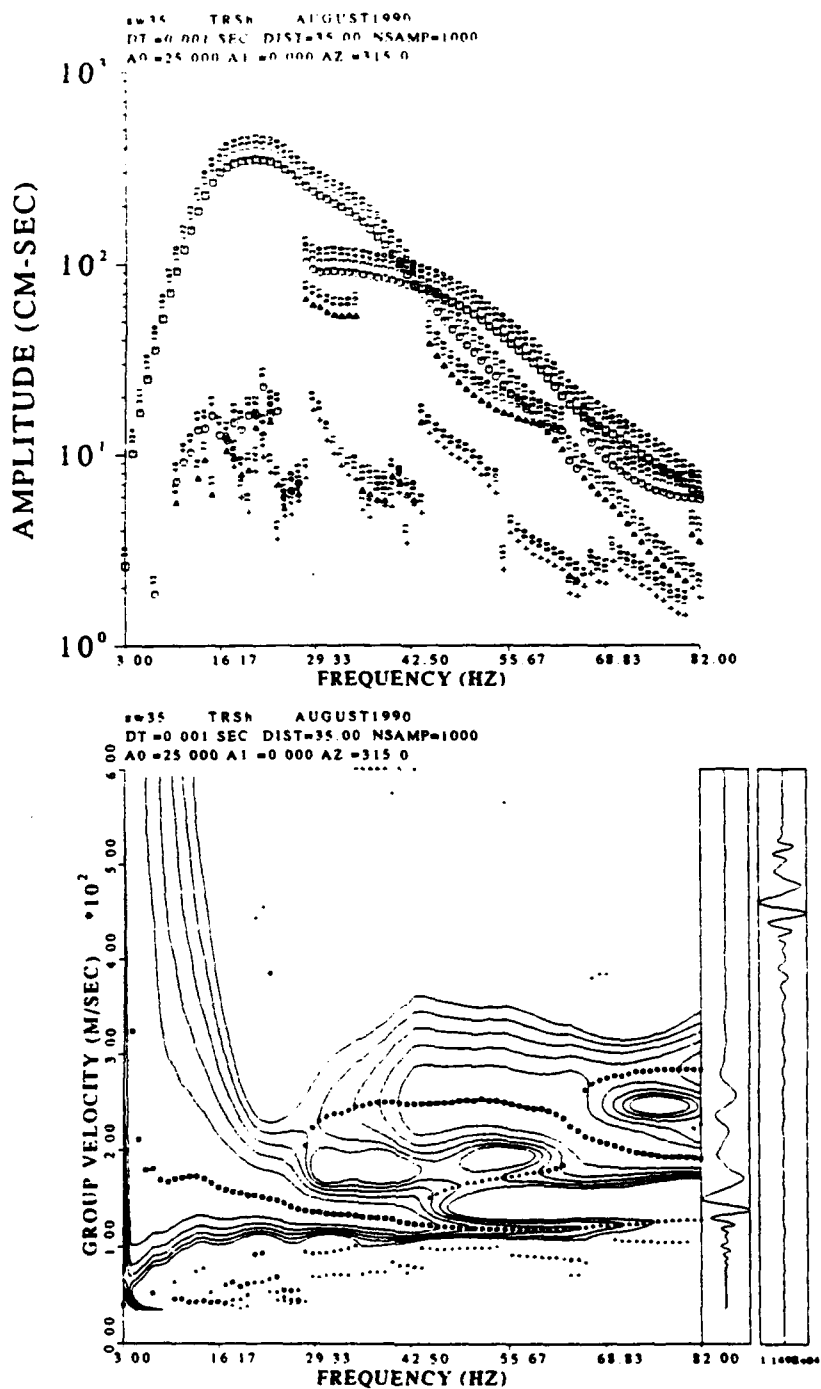 sw35 TRSh AUGUST1990
DT =0.001 SEC DIST=35.00 NSAMP=1000
A0 =25 000 A1 =0.000 AZ =315 0
10³
10²
10¹
10⁰
AMPLITUDE (CM-SEC)
3 00 16 17 29 33 42 50 55 67 68 83 82 00
FREQUENCY (HZ)
sw35 TRSh AUGUST1990
DT =0 001 SEC DIST=35.00 NSAMP=1000
A0 =25 000 A1 =0 000 AZ =315 0
6 00
5 00
4 00
3 00
2 00
1 00
0 00
GROUP VELOCITY (M/SEC) *10²
3 00 16 17 29 33 42 50 55 67 68 83 82 00
FREQUENCY (HZ)